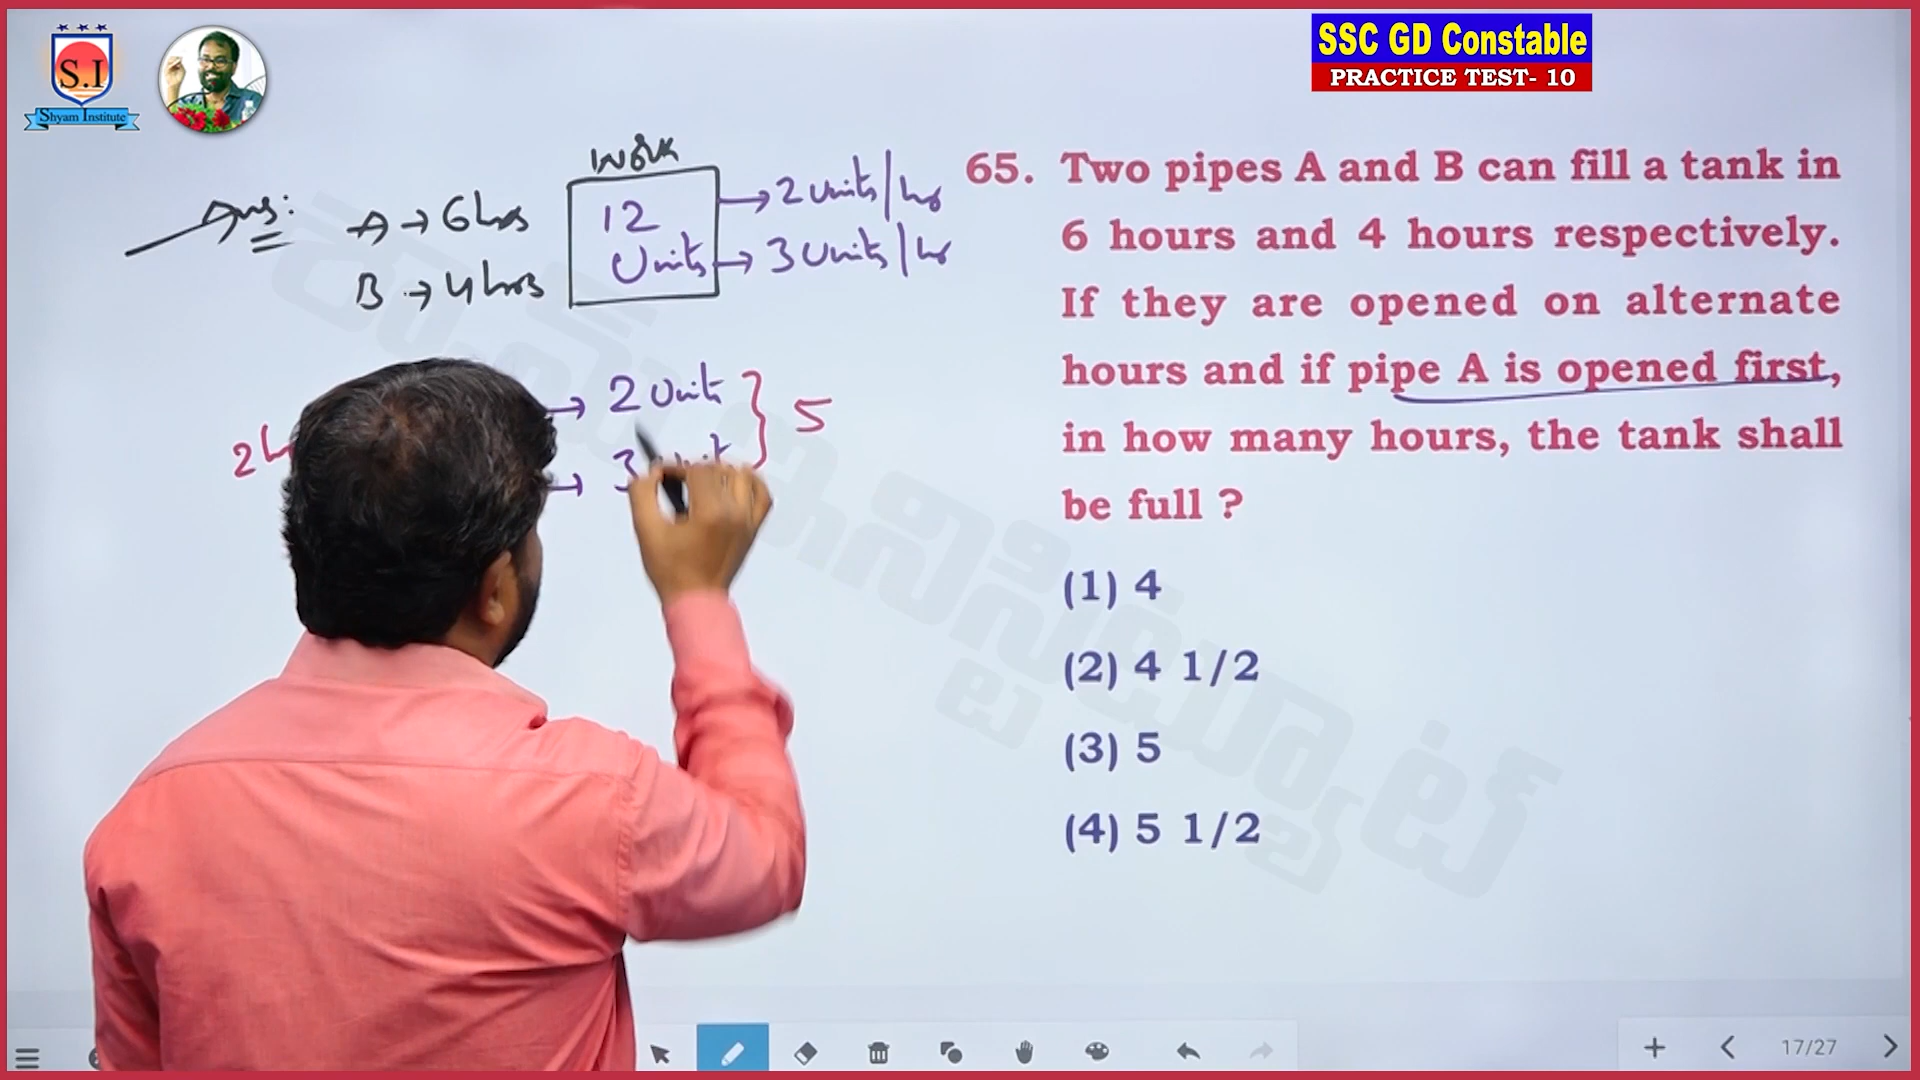 S.I
Shyam Institute
SSC GD Constable
PRACTICE TEST- 10
Ans:
A → 6 hrs
B → 4 hrs
Work
12
Units
→ 2 units/hr
→ 3 units/hr
→ 2 unit
→ 3
5
65. Two pipes A and B can fill a tank in
6 hours and 4 hours respectively.
If they are opened on alternate
hours and if pipe A is opened first,
in how many hours, the tank shall
be full ?
(1) 4
(2) 4 1/2
(3) 5
(4) 5 1/2
17/27